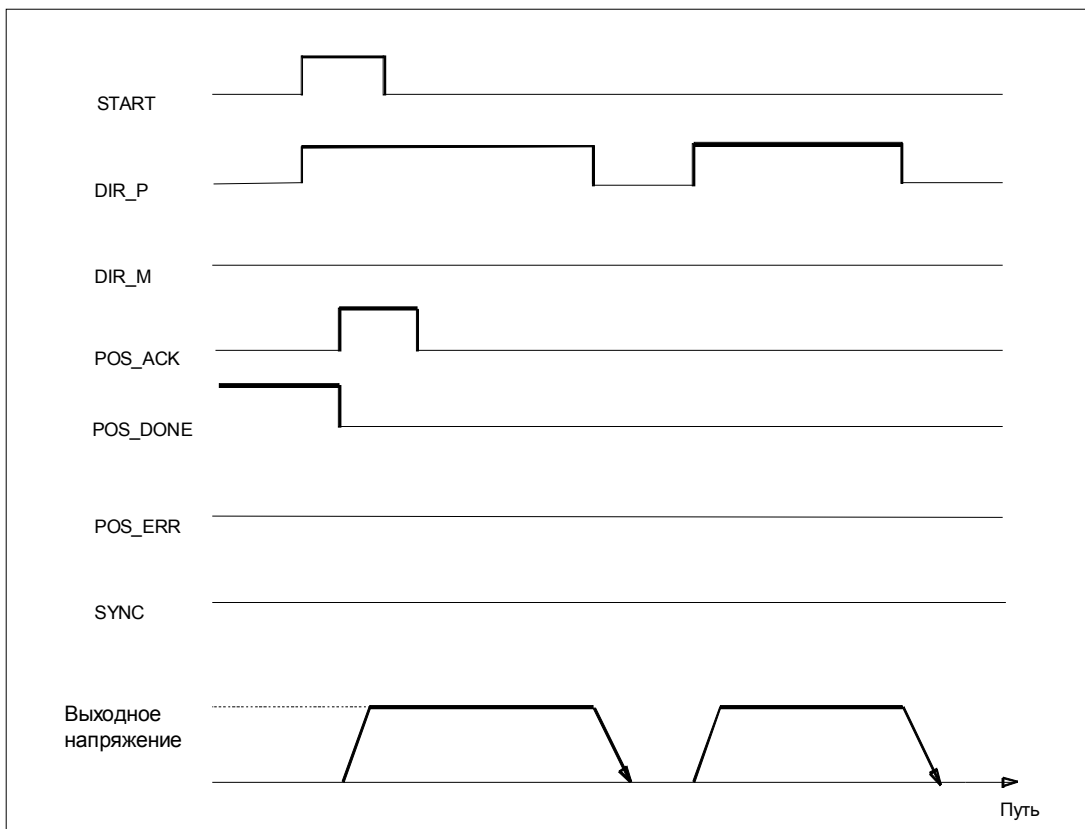 START
DIR_P
DIR_M
POS_ACK
POS_DONE
POS_ERR
SYNC
Выходное
напряжение
Путь